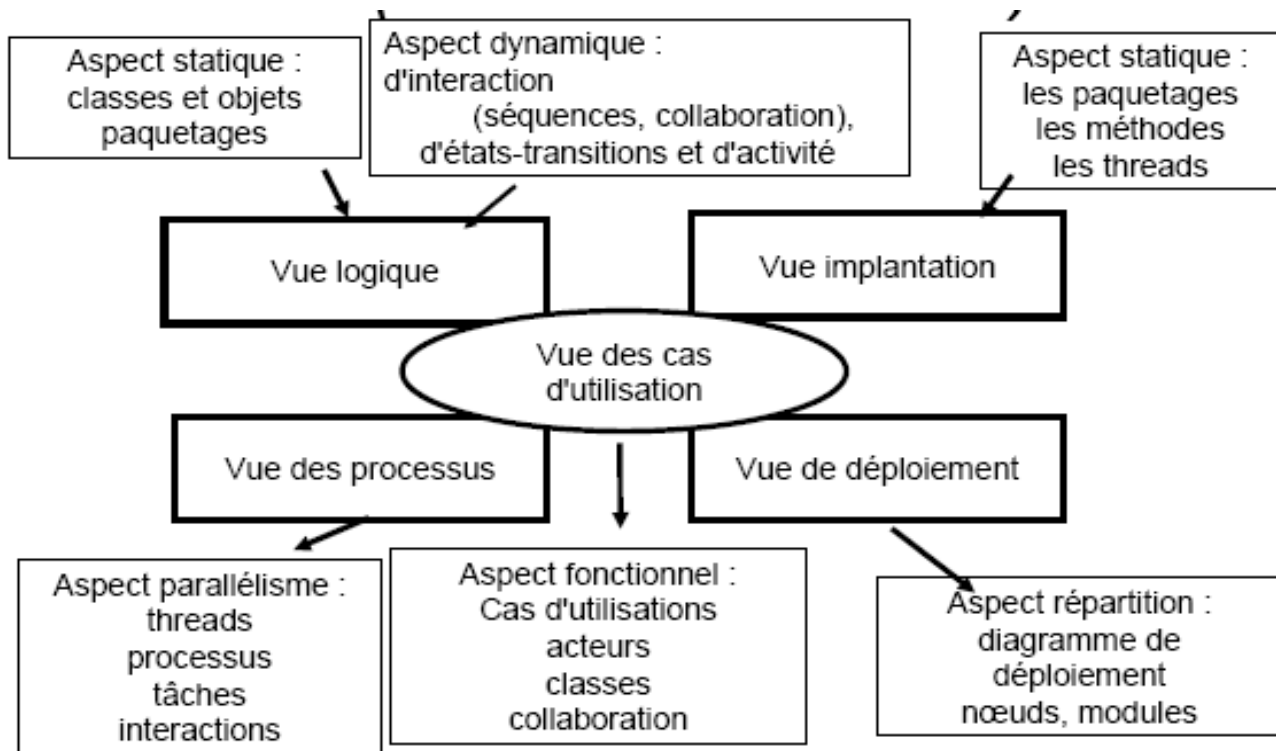 Aspect statique :
classes et objets
paquetages
Aspect dynamique :
d'interaction
(séquences, collaboration),
d'états-transitions et d'activité
Aspect statique :
les paquetages
les méthodes
les threads
Vue logique
Vue implantation
Vue des cas
d'utilisation
Vue des processus
Vue de déploiement
Aspect parallélisme :
threads
processus
tâches
interactions
Aspect fonctionnel :
Cas d'utilisations
acteurs
classes
collaboration
Aspect répartition :
diagramme de
déploiement
nœuds, modules